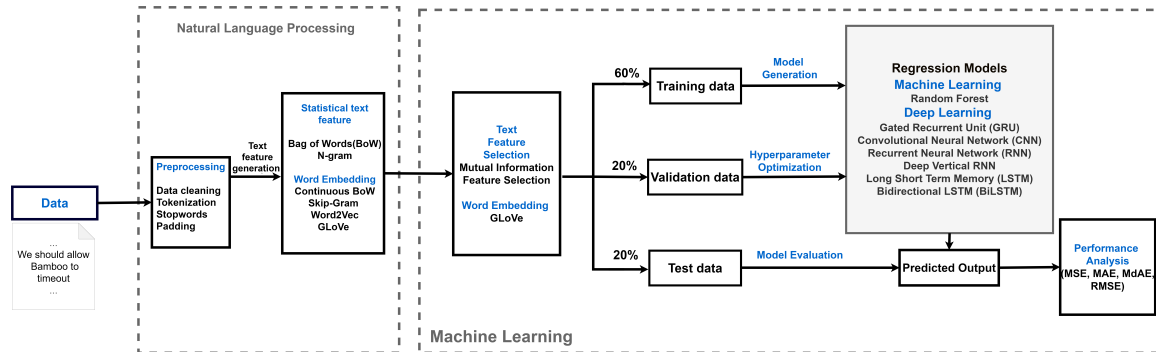 Natural Language Processing
Data
...
We should allow
Bamboo to
timeout
...
Preprocessing
Data cleaning
Tokenization
Stopwords
Padding
Text
feature
generation
Statistical text
feature
Bag of Words(BoW)
N-gram
Word Embedding
Continuous BoW
Skip-Gram
Word2Vec
GLoVe
Text
Feature
Selection
Mutual Information
Feature Selection
Word Embedding
GLoVe
60%
Training data
Model
Generation
20%
Validation data
Hyperparameter
Optimization
20%
Test data
Model Evaluation
Regression Models
Machine Learning
Random Forest
Deep Learning
Gated Recurrent Unit (GRU)
Convolutional Neural Network (CNN)
Recurrent Neural Network (RNN)
Deep Vertical RNN
Long Short Term Memory (LSTM)
Bidirectional LSTM (BiLSTM)
Predicted Output
Performance
Analysis
(MSE, MAE, MdAE,
RMSE)
Machine Learning